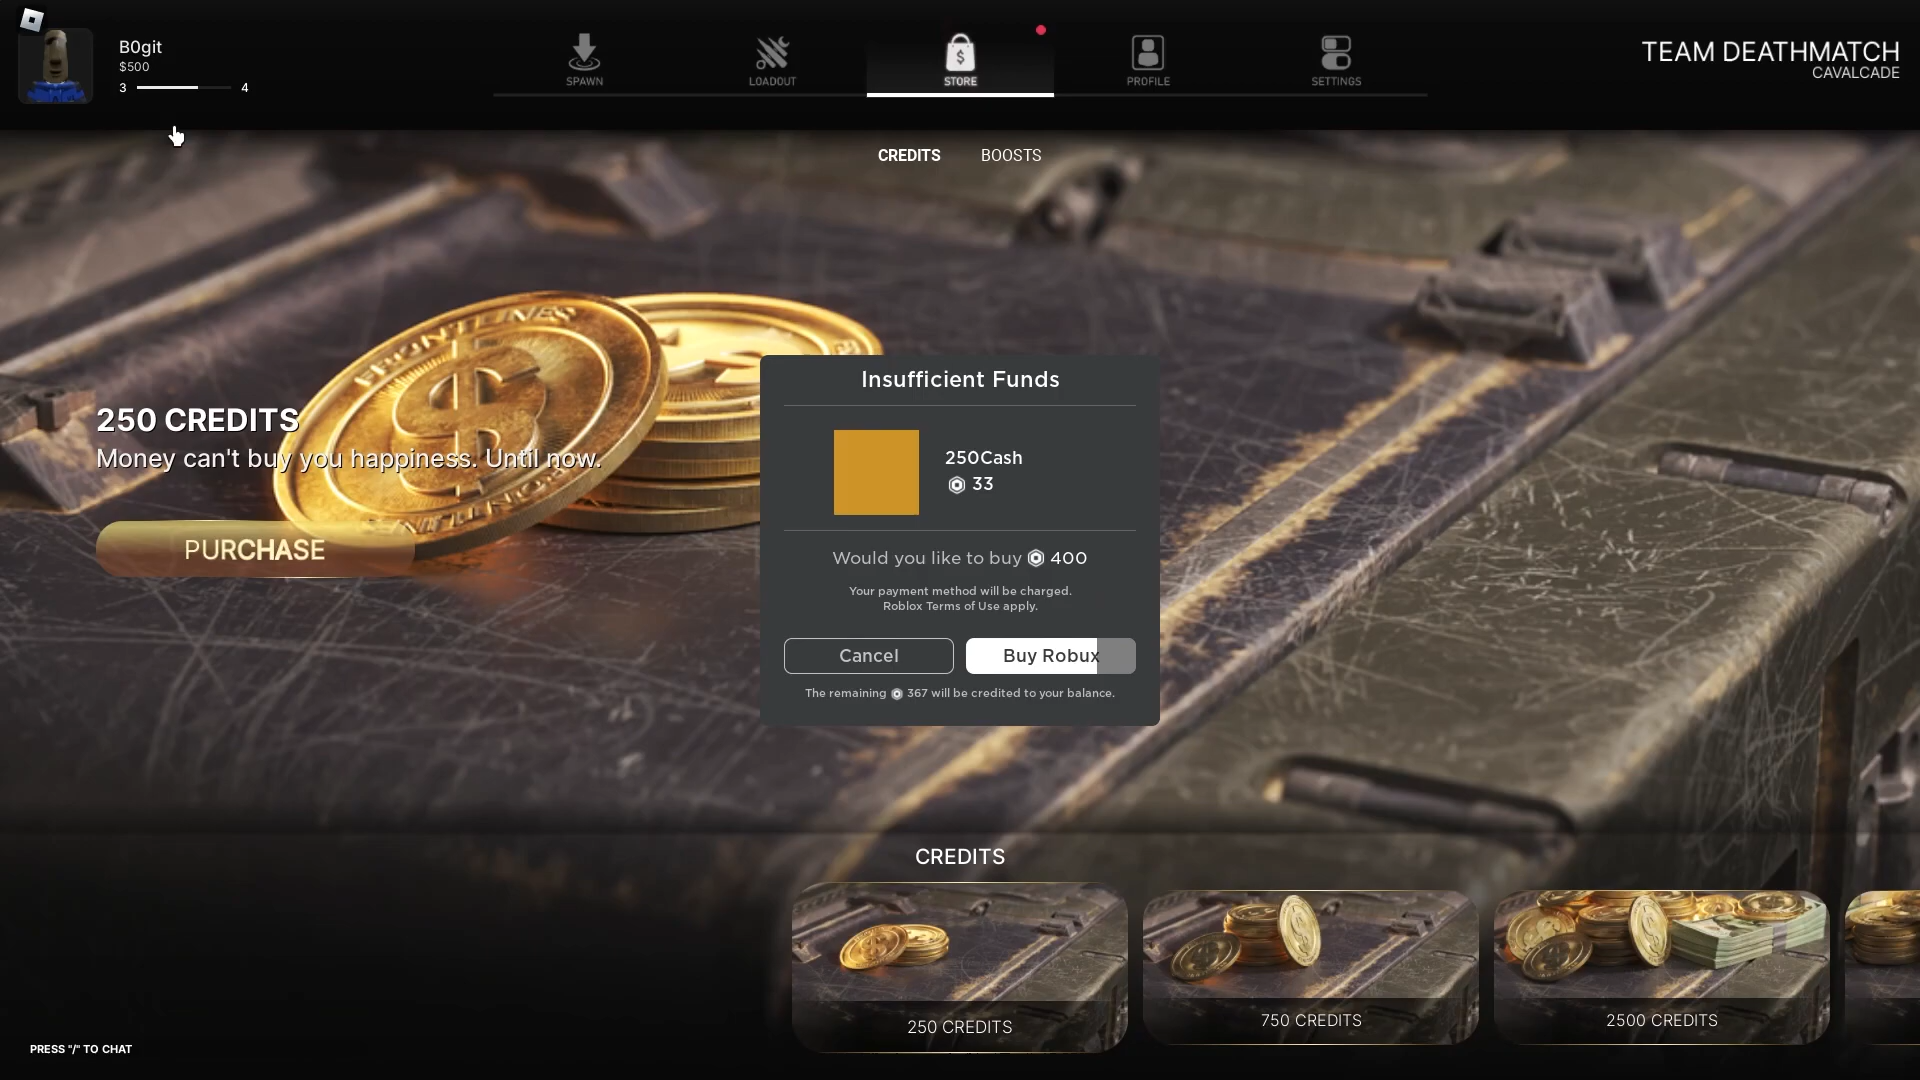 B0git
$500
3 4
SPAWN
LOADOUT
$
STORE
PROFILE
SETTINGS
TEAM DEATHMATCH
CAVALCADE
CREDITS BOOSTS
FRONTLINES
$
250 CREDITS
Money can't buy you happiness. Until now.
PURCHASE
Insufficient Funds
250Cash
33
Would you like to buy 400
Your payment method will be charged.
Roblox Terms of Use apply.
Cancel
Buy Robux
The remaining 367 will be credited to your balance.
CREDITS
250 CREDITS
750 CREDITS
2500 CREDITS
PRESS "/" TO CHAT